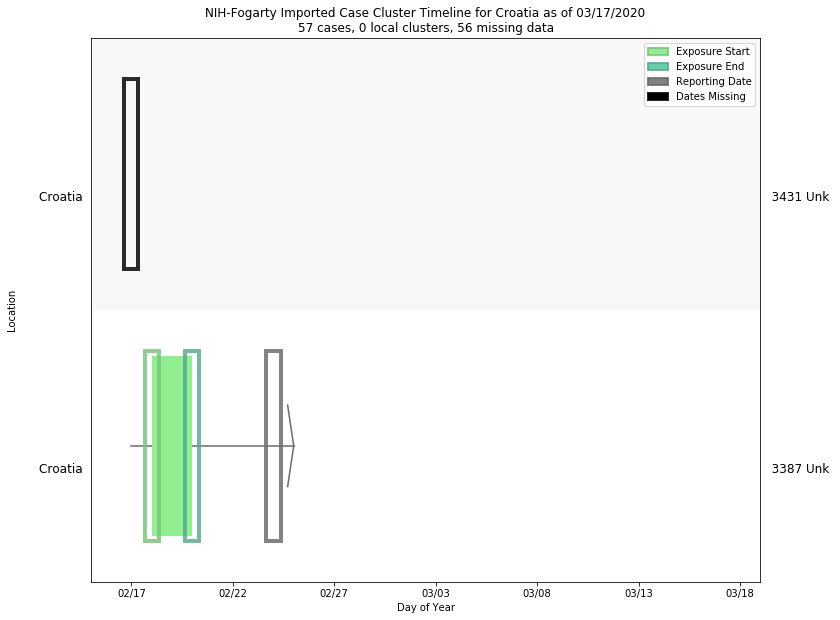 NIH-Fogarty Imported Case Cluster Timeline for Croatia as of 03/17/2020
57 cases, 0 local clusters, 56 missing data
Exposure Start
Exposure End
Reporting Date
Dates Missing
Croatia
3431 Unk
Location
Croatia
3387 Unk
02/17
02/22
02/27
03/03
03/08
03/13
03/18
Day of Year